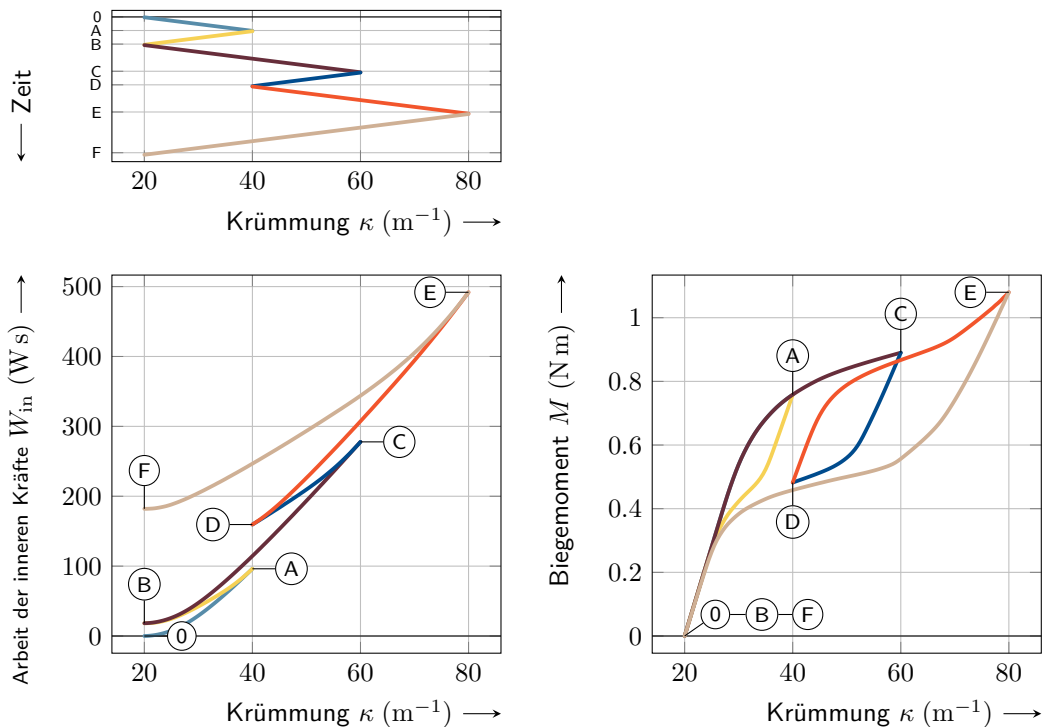 0
A
B
C
D
E
F
Zeit
20 40 60 80
Krümmung κ (m⁻¹)
500
400
300
200
100
0
Arbeit der inneren Kräfte W_in (W s)
E
C
F
D
A
B
0
20 40 60 80
Krümmung κ (m⁻¹)
1
0.8
0.6
0.4
0.2
0
Biegemoment M (N m)
E
C
A
D
0 B F
20 40 60 80
Krümmung κ (m⁻¹)